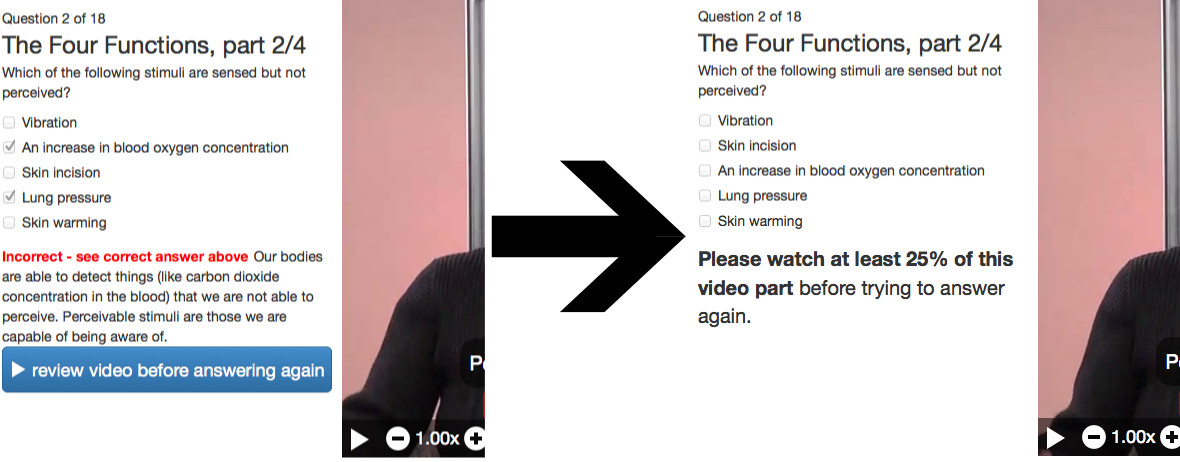 Question 2 of 18
The Four Functions, part 2/4
Which of the following stimuli are sensed but not
perceived?
Vibration
An increase in blood oxygen concentration
Skin incision
Lung pressure
Skin warming
Incorrect - see correct answer above Our bodies
are able to detect things (like carbon dioxide
concentration in the blood) that we are not able to
perceive. Perceivable stimuli are those we are
capable of being aware of.
review video before answering again
1.00x
Question 2 of 18
The Four Functions, part 2/4
Which of the following stimuli are sensed but not
perceived?
Vibration
Skin incision
An increase in blood oxygen concentration
Lung pressure
Skin warming
Please watch at least 25% of this
video part before trying to answer
again.
1.00x